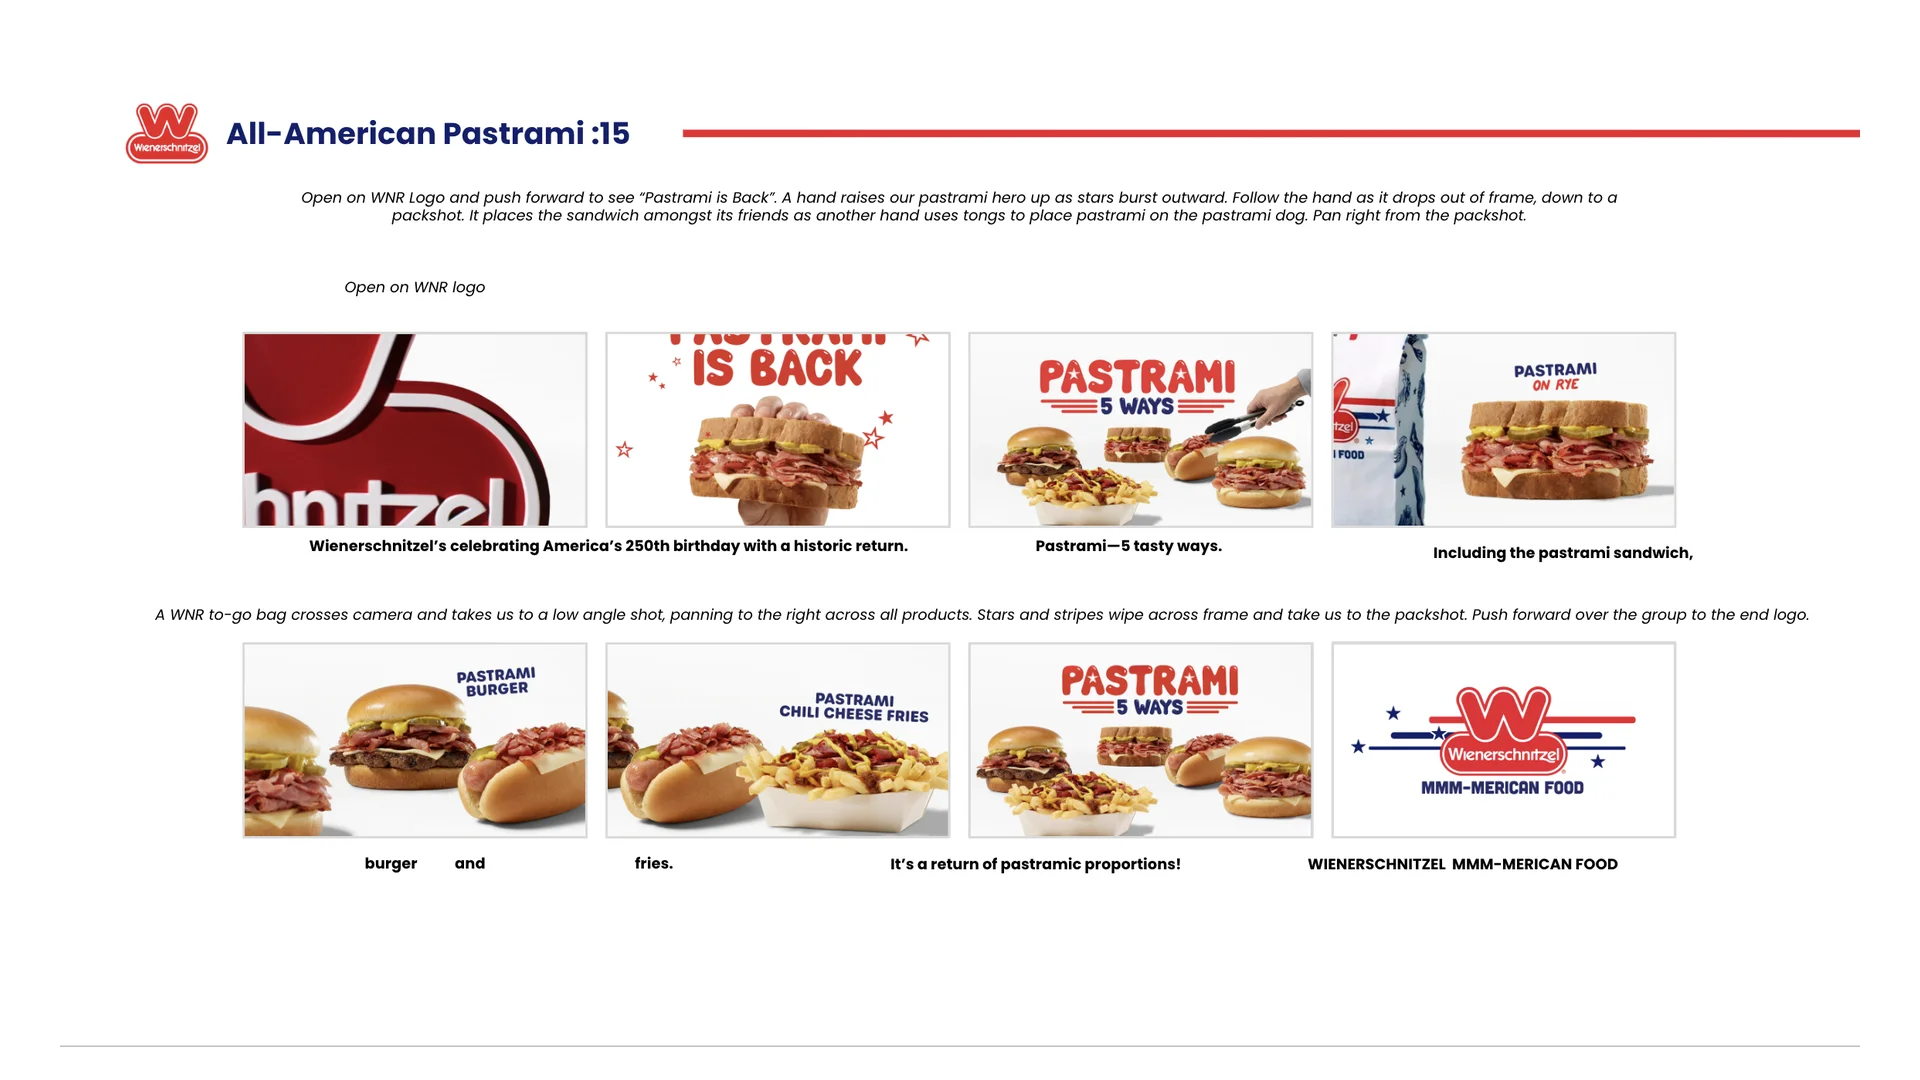 Wienerschnitzel
All-American Pastrami :15
Open on WNR Logo and push forward to see “Pastrami is Back”. A hand raises our pastrami hero up as stars burst outward. Follow the hand as it drops out of frame, down to a
packshot. It places the sandwich amongst its friends as another hand uses tongs to place pastrami on the pastrami dog. Pan right from the packshot.
Open on WNR logo
hnitzel
PASTRAMI
IS BACK
PASTRAMI
5 WAYS
tzel
FOOD
PASTRAMI
ON RYE
Wienerschnitzel’s celebrating America’s 250th birthday with a historic return.
Pastrami—5 tasty ways.
Including the pastrami sandwich,
A WNR to-go bag crosses camera and takes us to a low angle shot, panning to the right across all products. Stars and stripes wipe across frame and take us to the packshot. Push forward over the group to the end logo.
PASTRAMI
BURGER
PASTRAMI
CHILI CHEESE FRIES
PASTRAMI
5 WAYS
W
Wienerschnitzel
MMM-MERICAN FOOD
burger and
fries.
It’s a return of pastramic proportions!
WIENERSCHNITZEL MMM-MERICAN FOOD